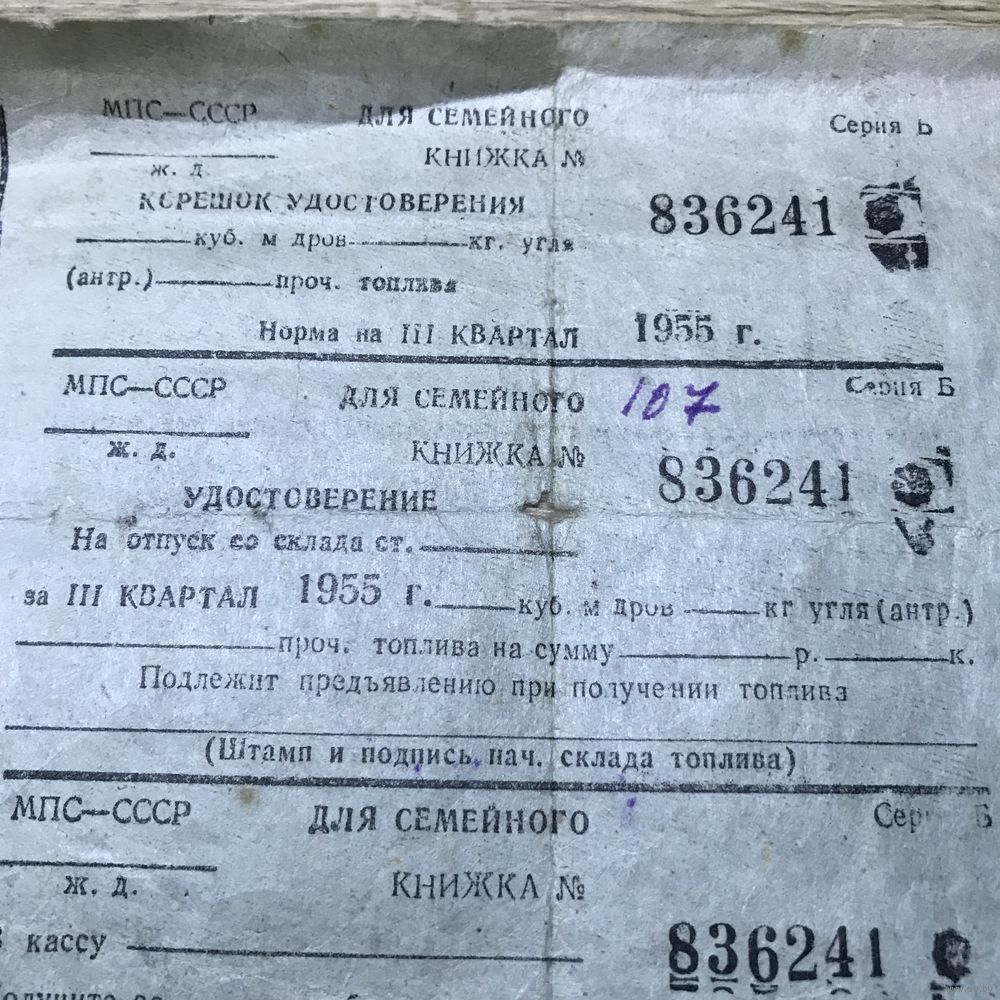 МПС—СССР ДЛЯ СЕМЕЙНОГО Серия Б
ж. д. КНИЖКА №
КОРЕШОК УДОСТОВЕРЕНИЯ 836241
куб. м дров кг. угля
(антр.) проч. топлива
Норма на III КВАРТАЛ 1955 г.
МПС—СССР ДЛЯ СЕМЕЙНОГО 107 Серия Б
ж. д. КНИЖКА №
УДОСТОВЕРЕНИЕ 836241
На отпуск со склада ст.
за III КВАРТАЛ 1955 г. куб. м дров кг угля (антр.)
проч. топлива на сумму р. к.
Подлежит предъявлению при получении топлива
(Штамп и подпись нач. склада топлива)
МПС—СССР ДЛЯ СЕМЕЙНОГО Серия Б
ж. д. КНИЖКА №
В кассу 836241